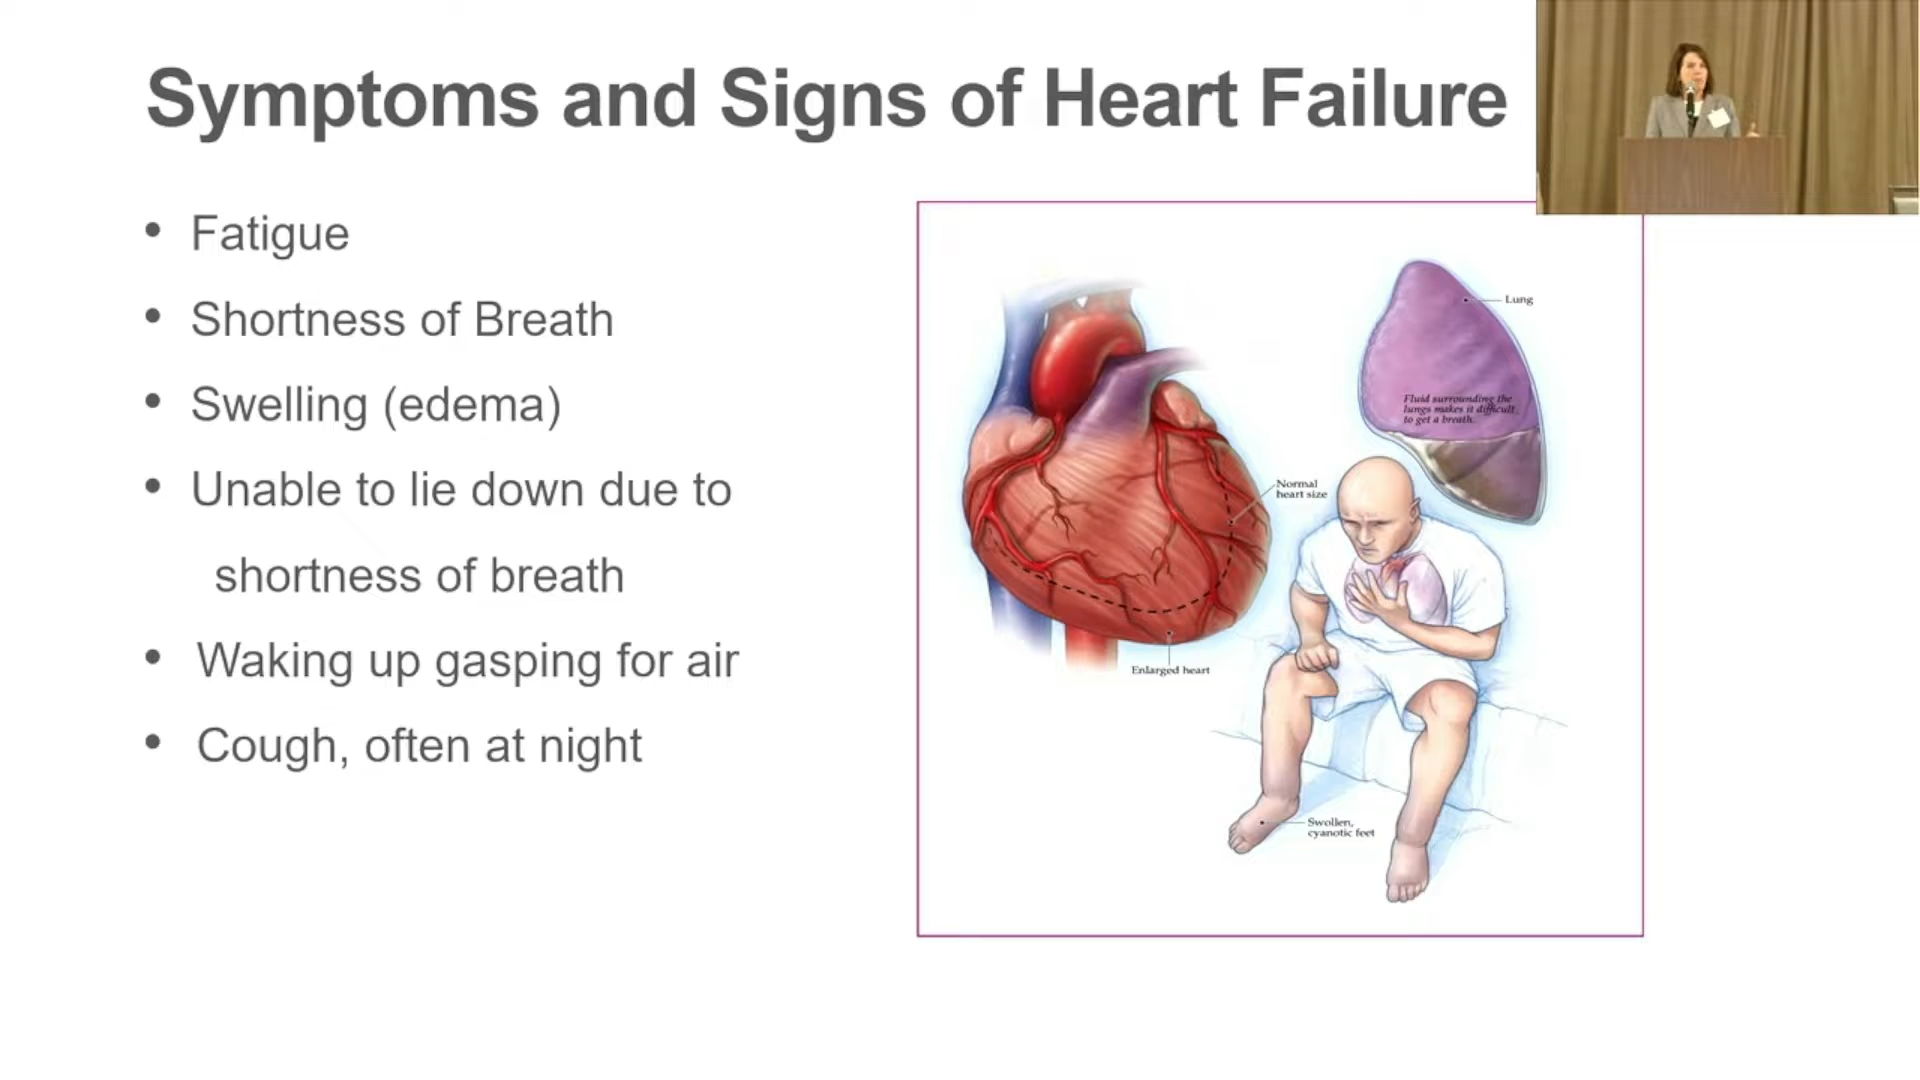 Symptoms and Signs of Heart Failure
• Fatigue
• Shortness of Breath
• Swelling (edema)
• Unable to lie down due to
shortness of breath
• Waking up gasping for air
• Cough, often at night
Lung
Fluid surrounding the
lungs makes it difficult
to get a breath.
Normal
heart size
Enlarged heart
Swollen,
cyanotic feet